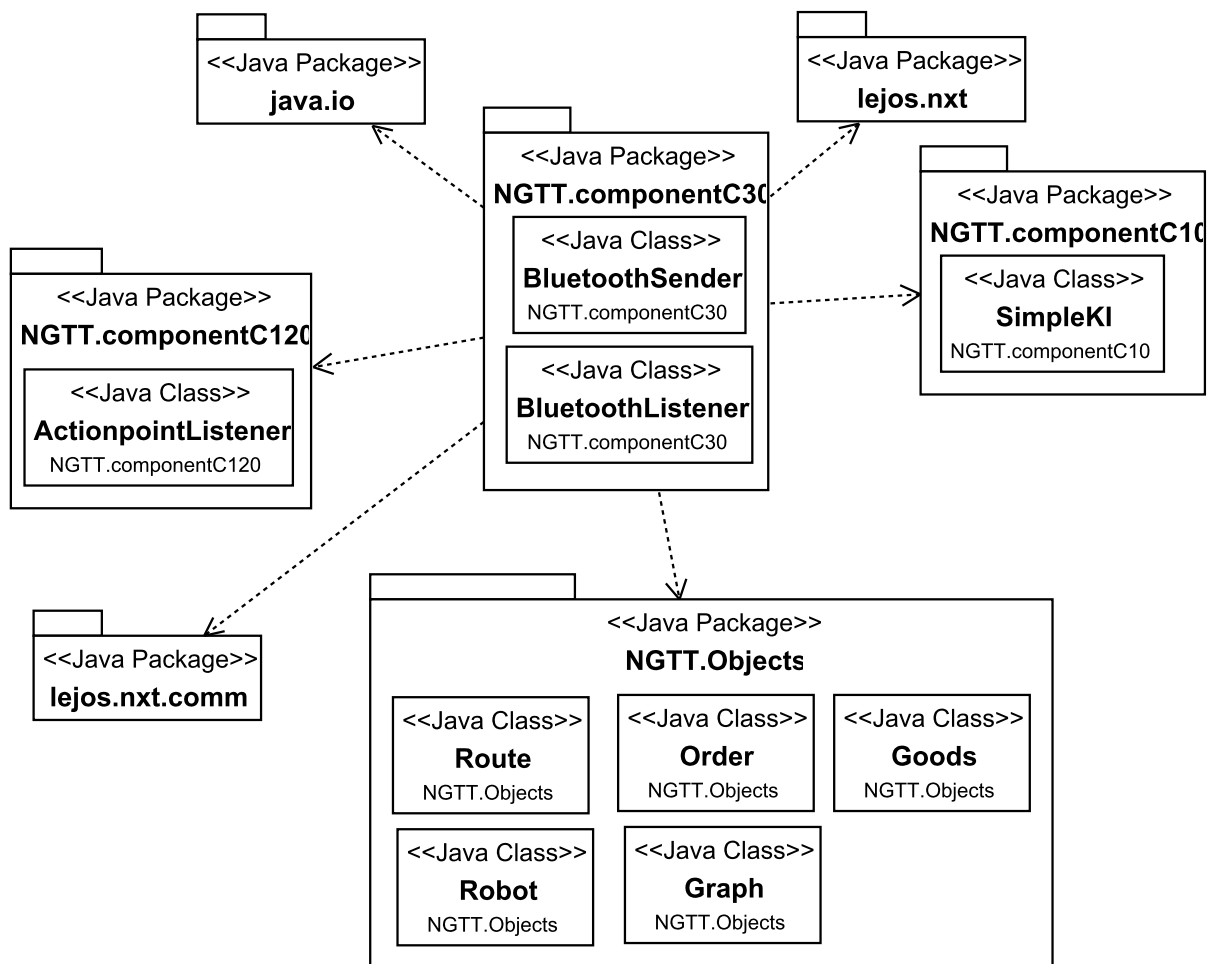 <<Java Package>>
java.io
<<Java Package>>
lejos.nxt
<<Java Package>>
NGTT.componentC30
<<Java Class>>
BluetoothSender
NGTT.componentC30
<<Java Class>>
BluetoothListener
NGTT.componentC30
<<Java Package>>
NGTT.componentC10
<<Java Class>>
SimpleKI
NGTT.componentC10
<<Java Package>>
NGTT.componentC120
<<Java Class>>
ActionpointListener
NGTT.componentC120
<<Java Package>>
lejos.nxt.comm
<<Java Package>>
NGTT.Objects
<<Java Class>>
Route
NGTT.Objects
<<Java Class>>
Order
NGTT.Objects
<<Java Class>>
Goods
NGTT.Objects
<<Java Class>>
Robot
NGTT.Objects
<<Java Class>>
Graph
NGTT.Objects